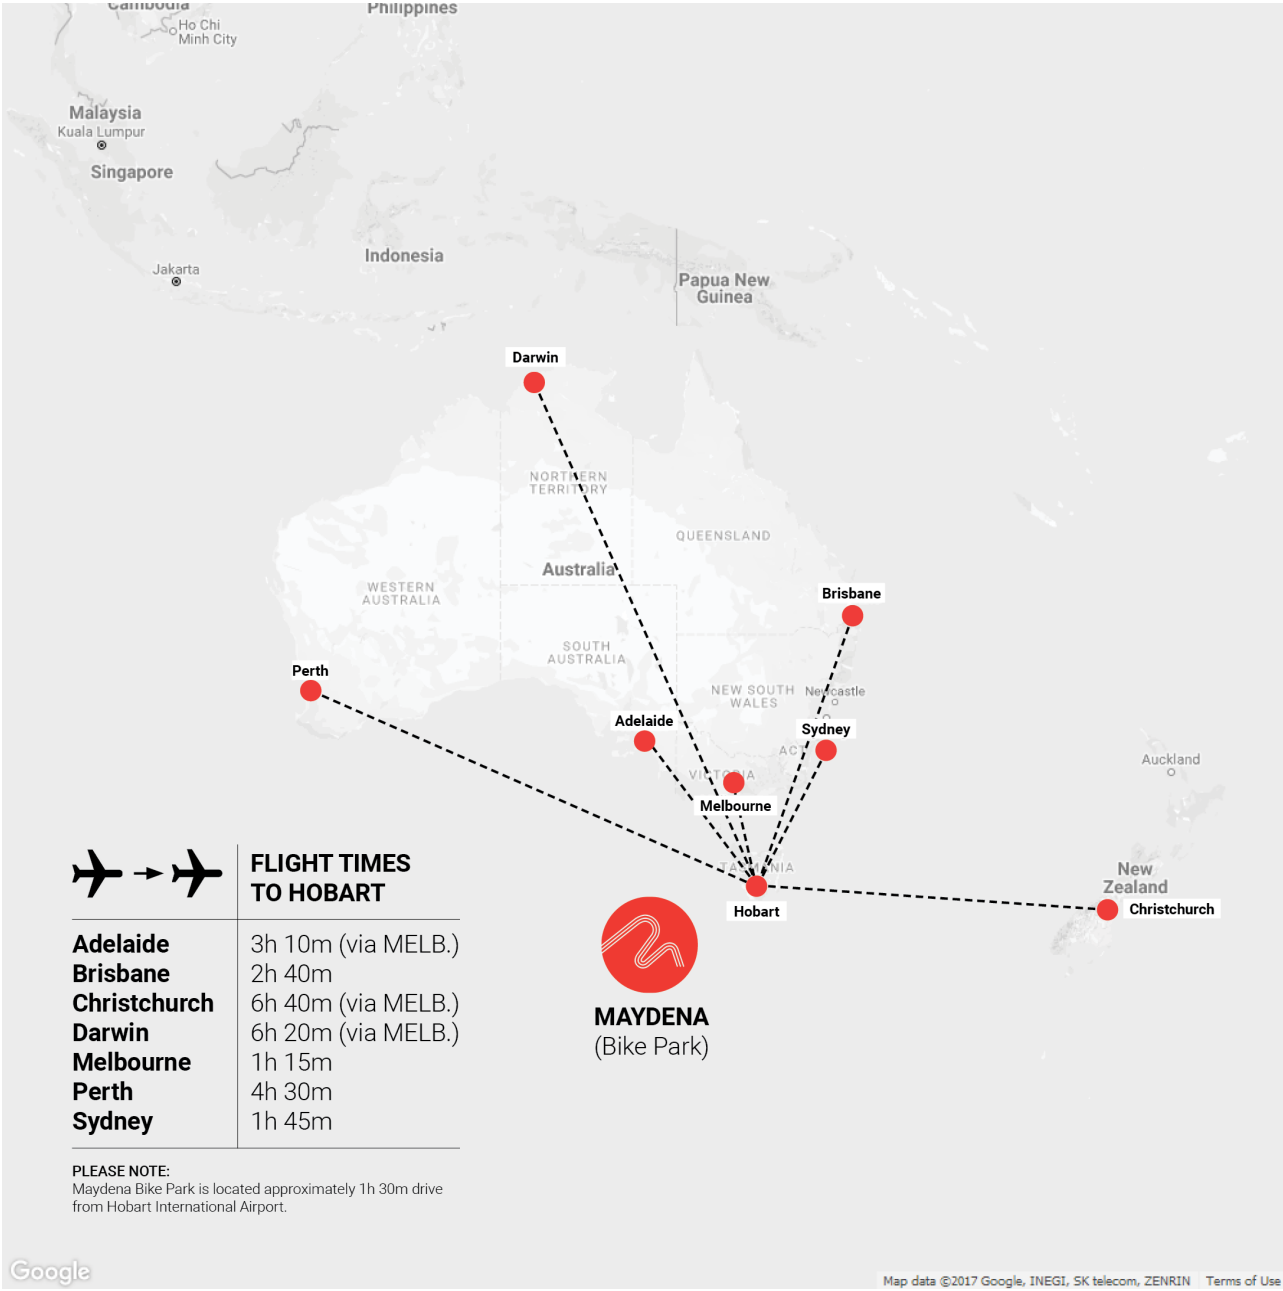 Cambodia
Philippines
Ho Chi
Minh City
Malaysia
Kuala Lumpur
Singapore
Indonesia
Jakarta
Papua New
Guinea
Darwin
NORTHERN
TERRITORY
QUEENSLAND
Australia
WESTERN
AUSTRALIA
Brisbane
SOUTH
AUSTRALIA
Perth
NEW SOUTH
WALES
Newcastle
Adelaide
Sydney
ACT
Auckland
VICTORIA
Melbourne
TASMANIA
New
Zealand
Hobart
Christchurch
FLIGHT TIMES
TO HOBART
Adelaide 3h 10m (via MELB.)
Brisbane 2h 40m
Christchurch 6h 40m (via MELB.)
Darwin 6h 20m (via MELB.)
Melbourne 1h 15m
Perth 4h 30m
Sydney 1h 45m
MAYDENA
(Bike Park)
PLEASE NOTE:
Maydena Bike Park is located approximately 1h 30m drive
from Hobart International Airport.
Google
Map data ©2017 Google, INEGI, SK telecom, ZENRIN Terms of Use